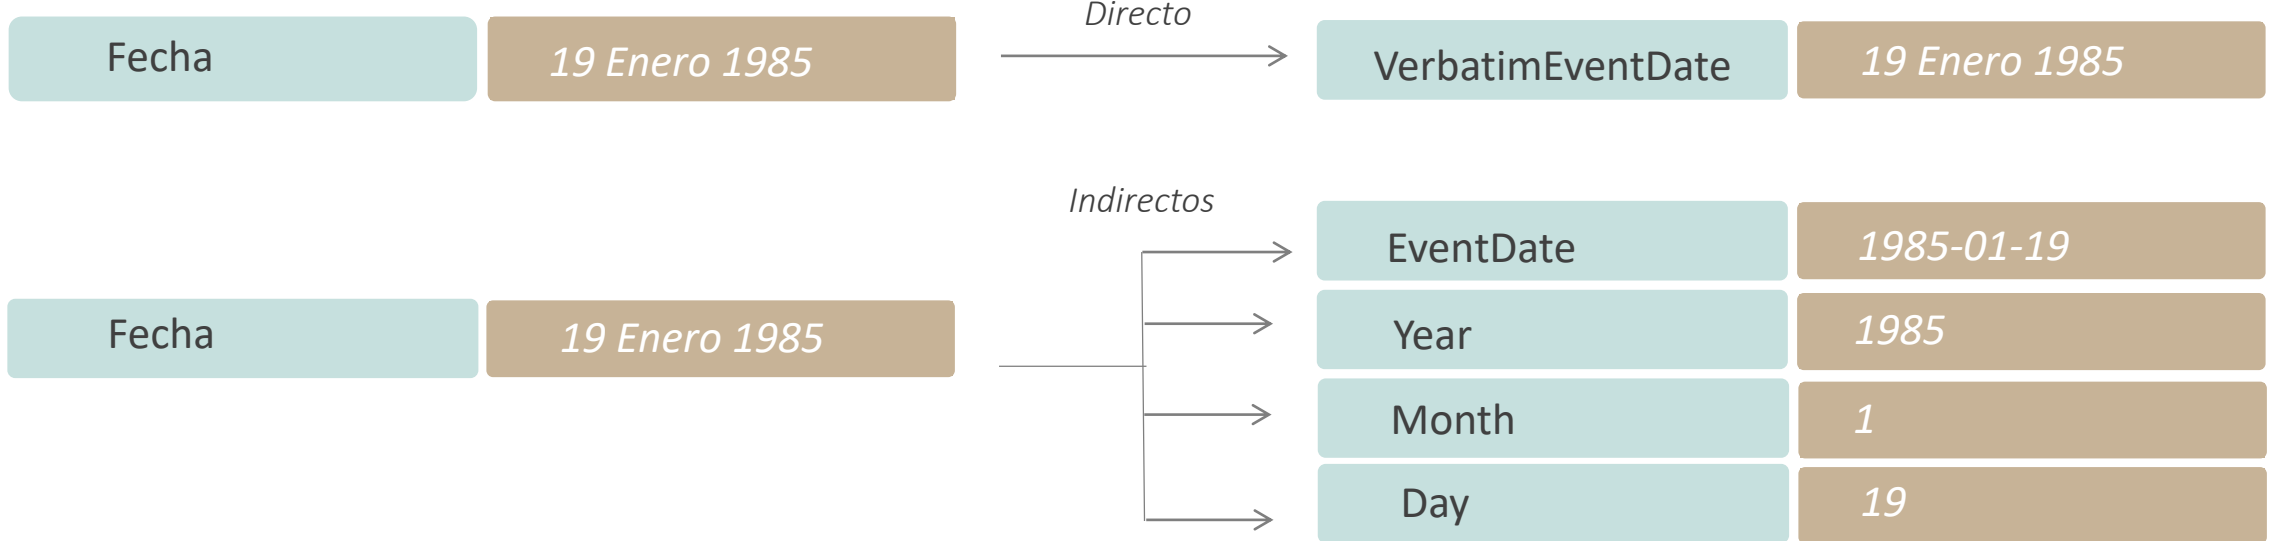 Directo
Fecha 19 Enero 1985 VerbatimEventDate 19 Enero 1985
Indirectos
EventDate 1985-01-19
Fecha 19 Enero 1985 Year 1985
Month 1
Day 19